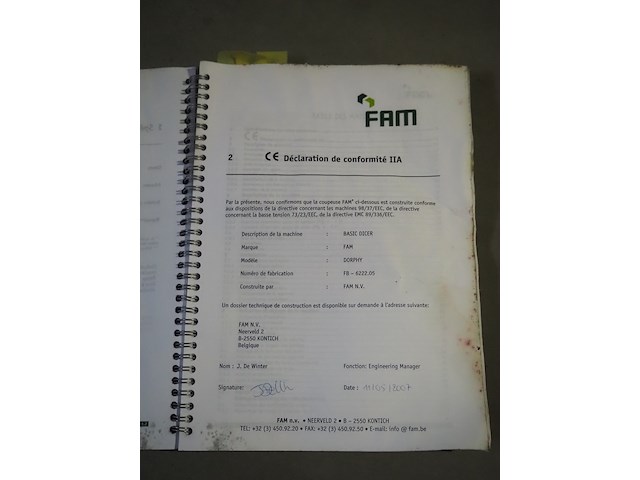 FAM
2 CE Déclaration de conformité IIA
Par la présente, nous confirmons que la coupesse FAM® ci-dessous est construite conforme
aux dispositions de la directive concernant les machines 98/37/EEC, de la directive
concernant la basse tension 73/23/EEC, de la directive EMC 89/336/EEC.
Description de la machine : BASIC DICER
Marque : FAM
Modèle : DORPHY
Numéro de fabrication : FB - 6222.05
Construite par : FAM N.V.
Un dossier technique de construction est disponible sur demande à l'adresse suivante:
FAM N.V.
Neerveld 2
B-2550 KONTICH
Belgique
Nom : J. De Winter Fonction: Engineering Manager
Signature: Date : 11/05/2007
FAM n.v. • NEERVELD 2 • B - 2550 KONTICH
TEL: +32 (3) 450.92.20 • FAX: +32 (3) 450.92.50 • E-mail: info @ fam.be